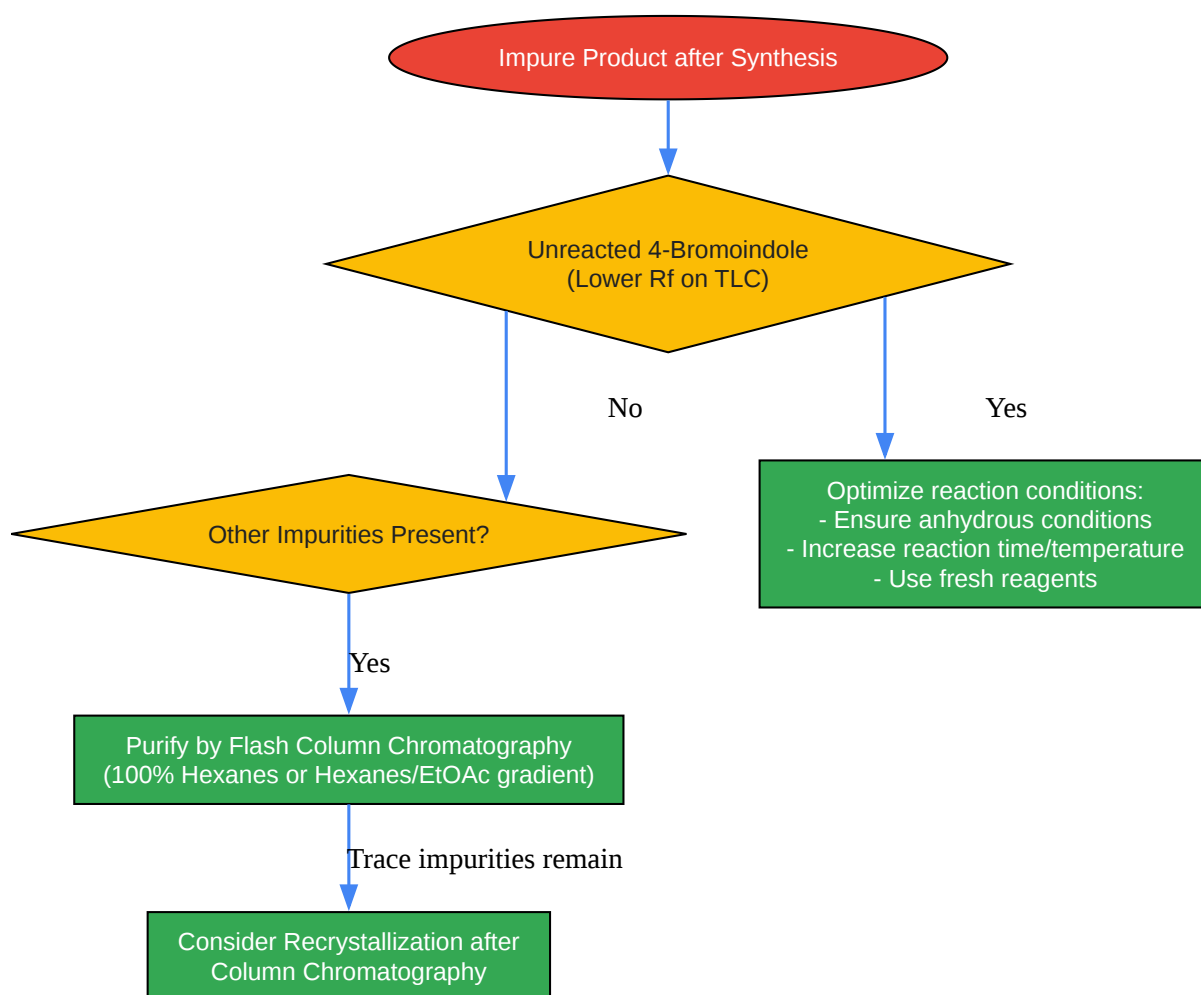 Impure Product after Synthesis
Unreacted 4-Bromoindole
(Lower Rf on TLC)
No
Yes
Optimize reaction conditions:
- Ensure anhydrous conditions
- Increase reaction time/temperature
- Use fresh reagents
Other Impurities Present?
Yes
Purify by Flash Column Chromatography
(100% Hexanes or Hexanes/EtOAc gradient)
Trace impurities remain
Consider Recrystallization after
Column Chromatography